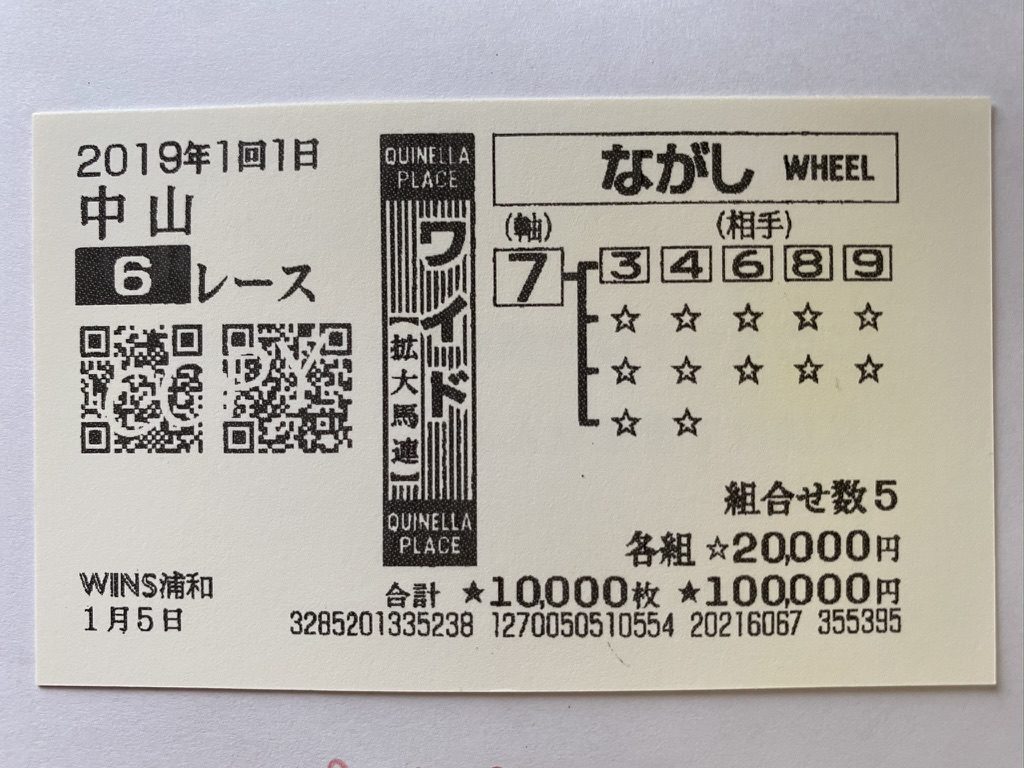 2019年1回1日
中山
6レース
COPY
WINS浦和
1月5日
QUINELLA
PLACE
ワイド
【拡大馬連】
QUINELLA
PLACE
ながし WHEEL
(軸) (相手)
7 3 4 6 8 9
☆ ☆ ☆ ☆ ☆
☆ ☆ ☆ ☆ ☆
☆ ☆
組合せ数5
各組 ☆20,000円
合計 ★10,000枚 ★100,000円
3285201335238 1270050510554 20216067 355395